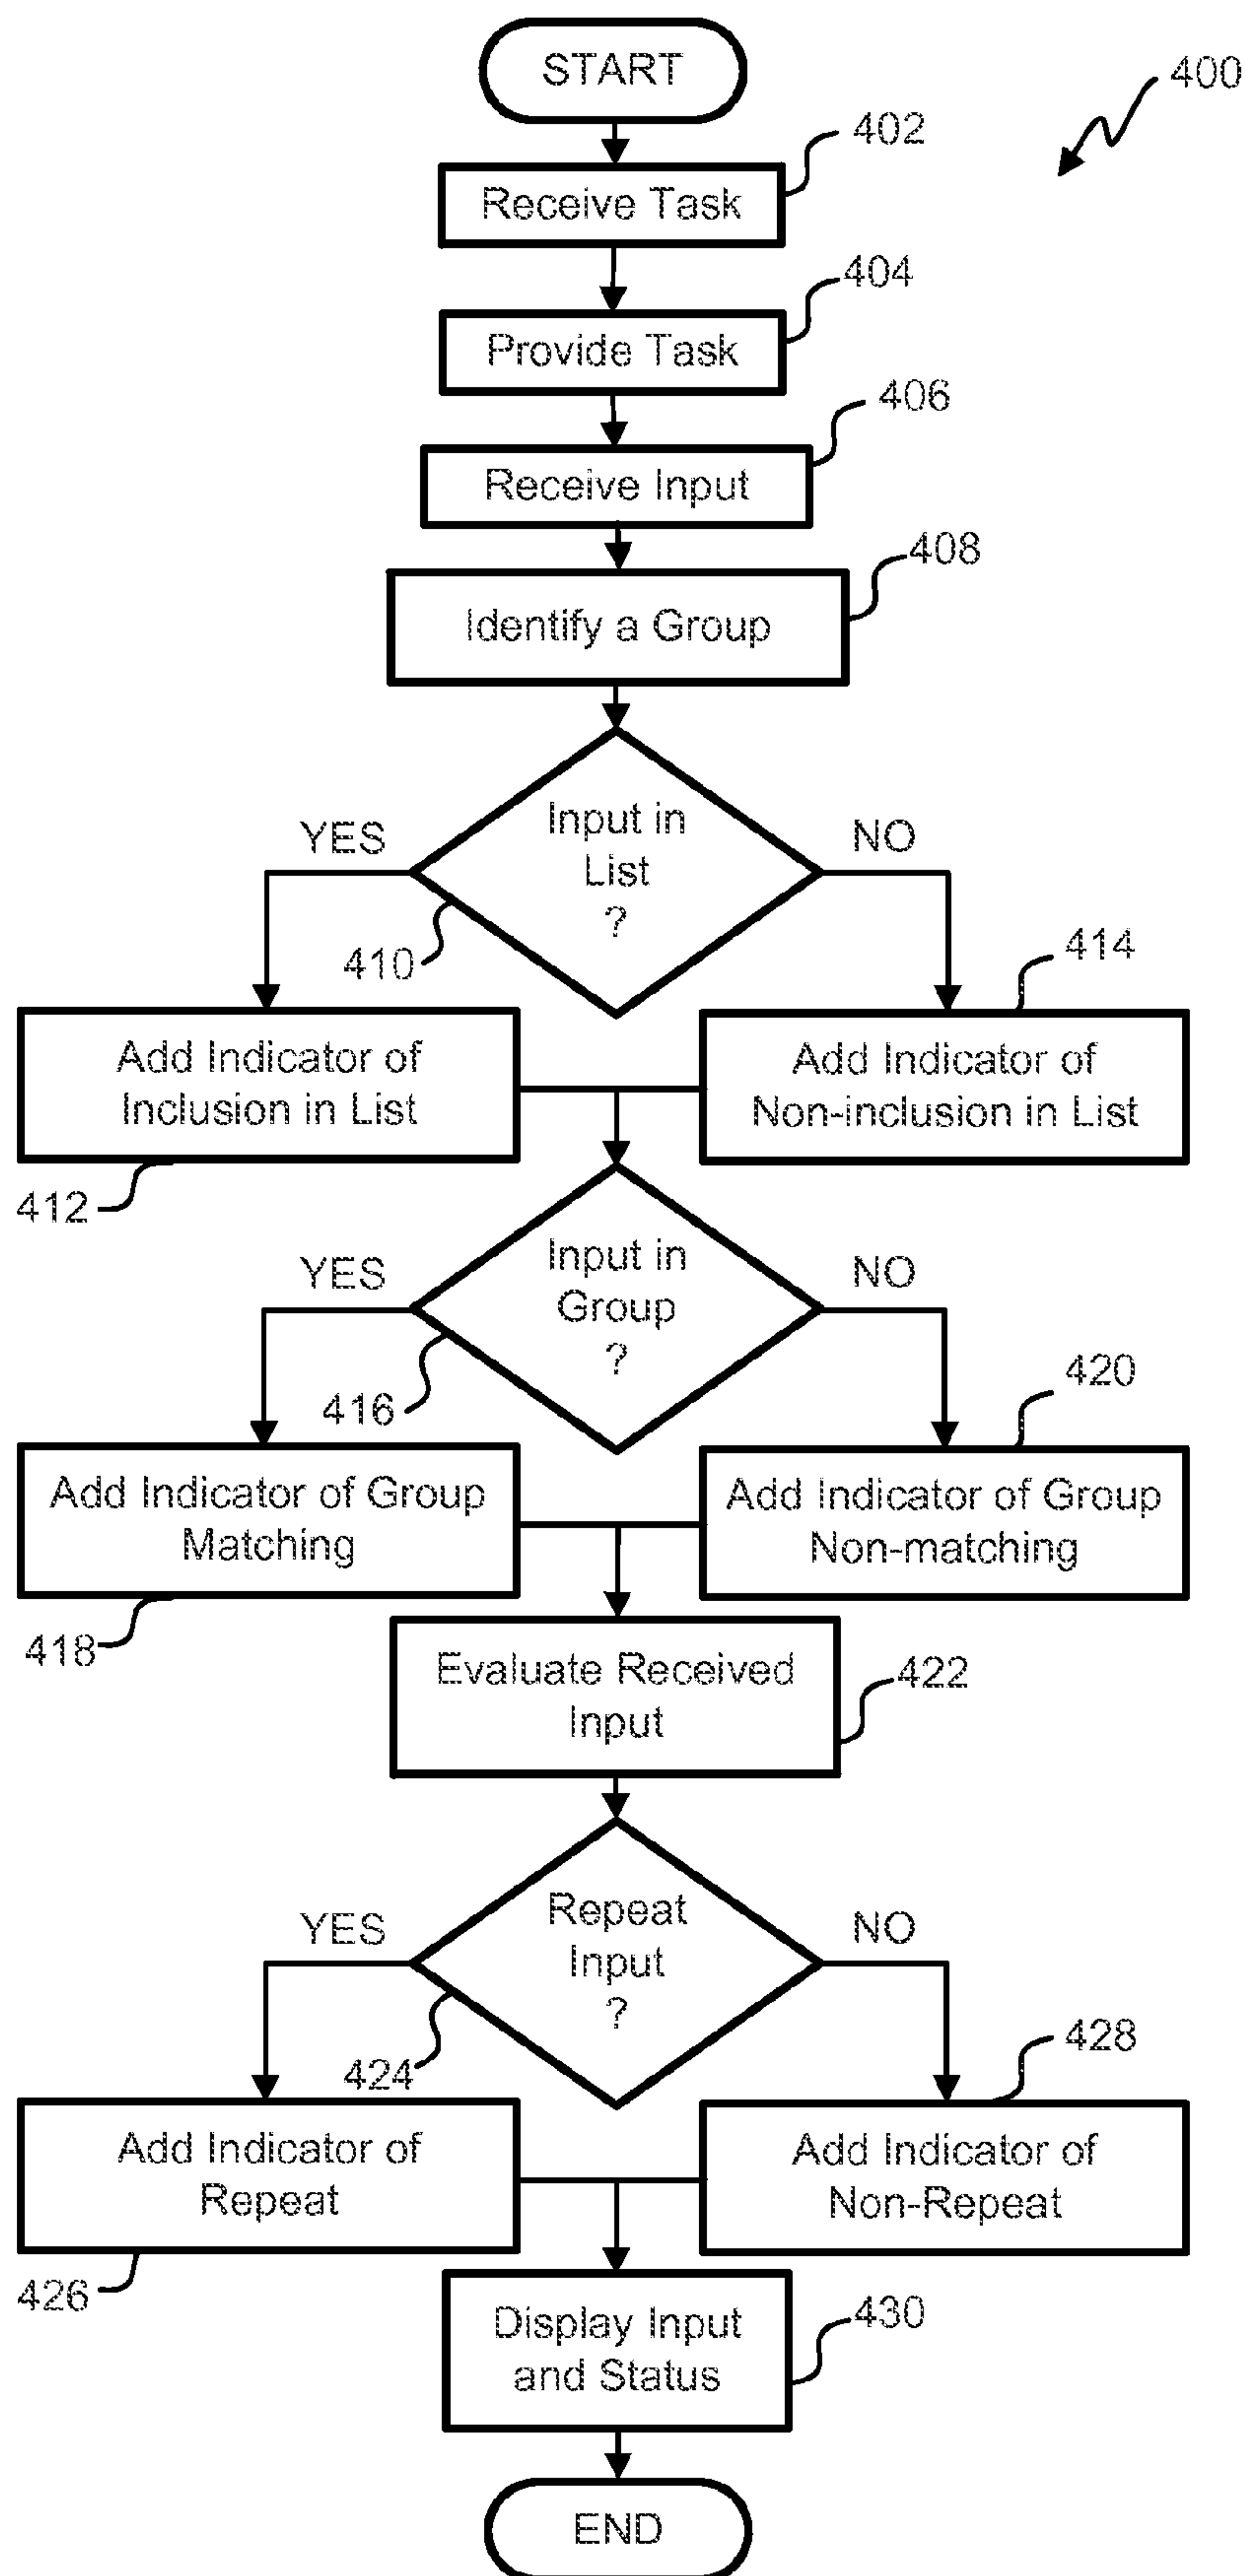 START
400
402
Receive Task
404
Provide Task
406
Receive Input
408
Identify a Group
Input in
List
?
YES
NO
410
414
Add Indicator of
Inclusion in List
Add Indicator of
Non-inclusion in List
412
Input in
Group
?
YES
NO
416
420
Add Indicator of Group
Matching
Add Indicator of Group
Non-matching
418
Evaluate Received
Input
422
Repeat
Input
?
YES
NO
424
428
Add Indicator of
Repeat
Add Indicator of
Non-Repeat
426
Display Input
and Status
430
END